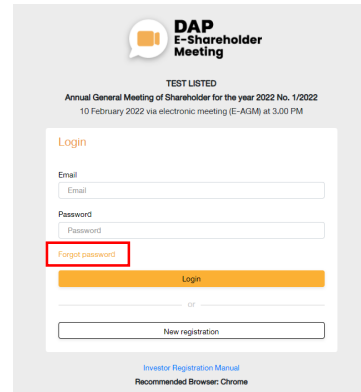 DAP
E-Shareholder
Meeting
TEST LISTED
Annual General Meeting of Shareholder for the year 2022 No. 1/2022
10 February 2022 via electronic meeting (E-AGM) at 3.00 PM
Login
Email
Email
Password
Password
Forgot password
Login
or
New registration
Investor Registration Manual
Recommended Browser: Chrome